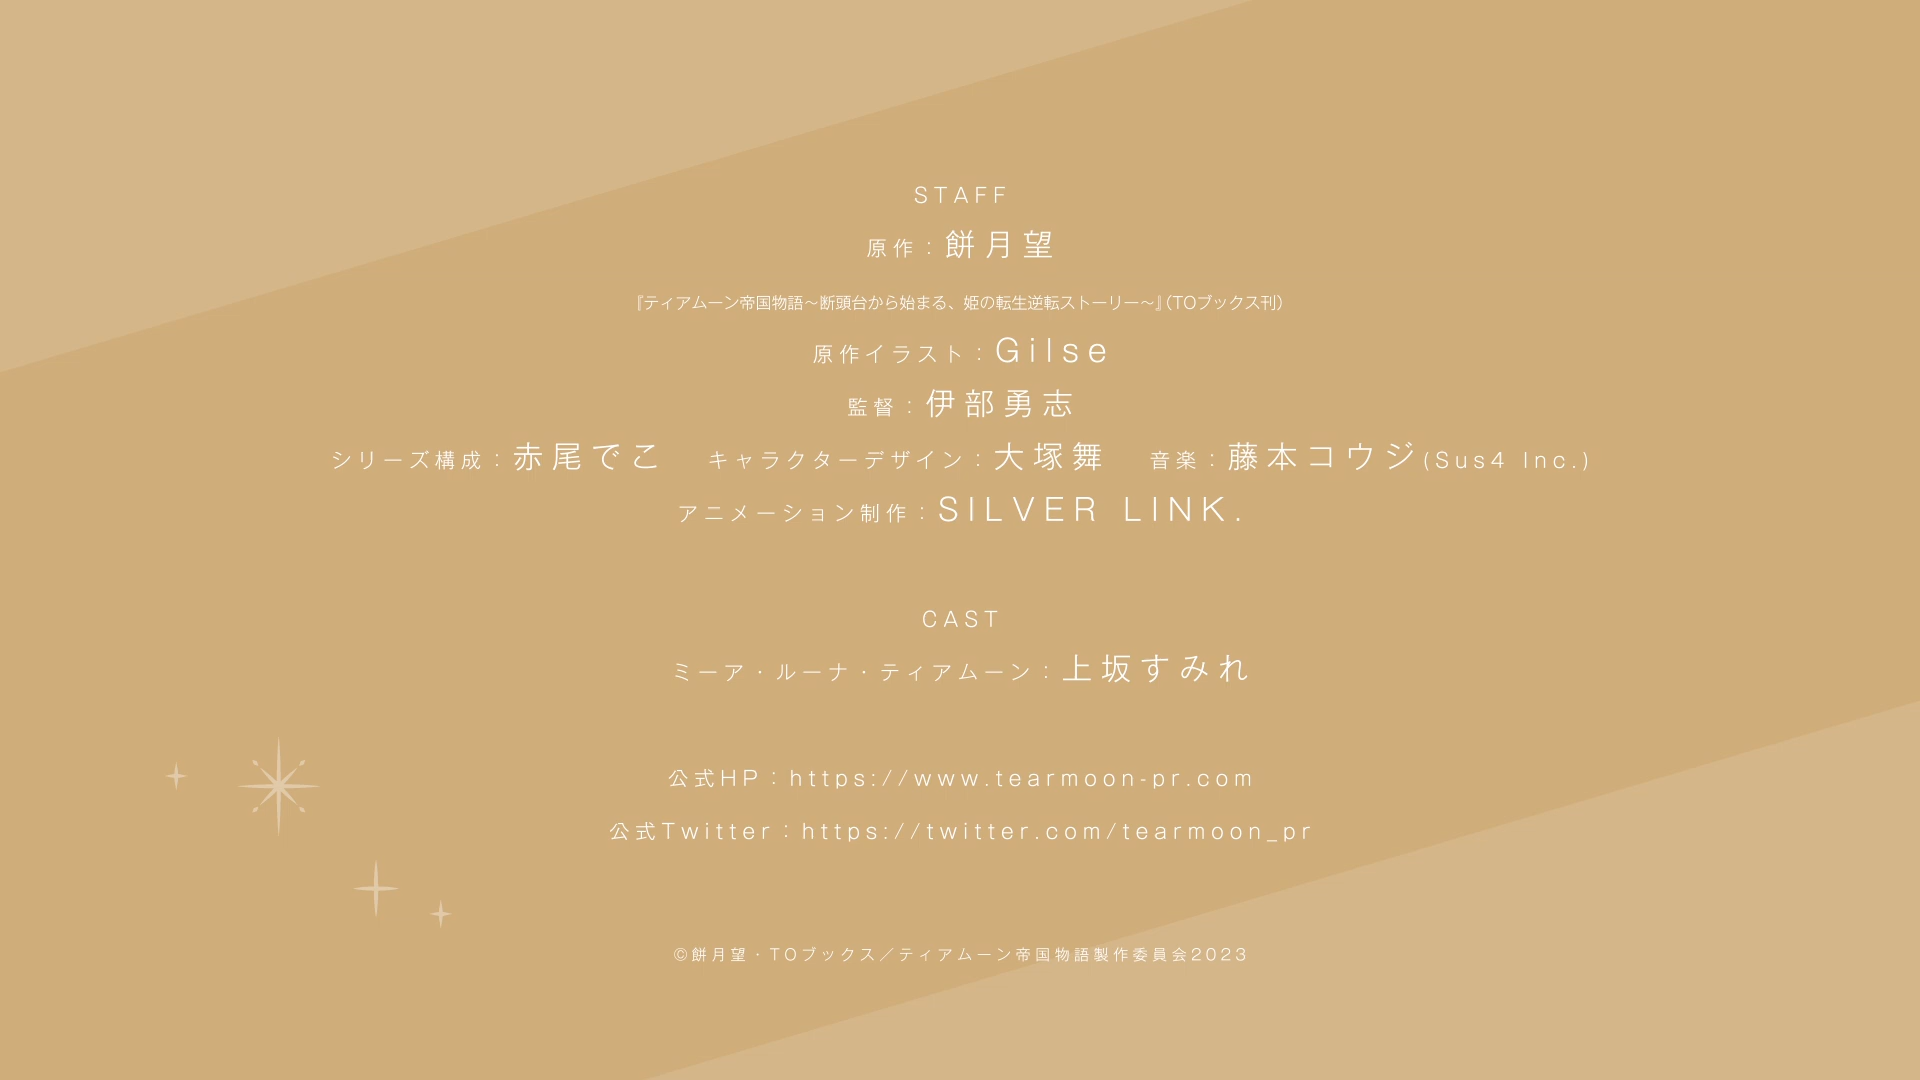 STAFF
原作：餅月望
『ティアムーン帝国物語～断頭台から始まる、姫の転生逆転ストーリー～』（TOブックス刊）
原作イラスト：Gilse
監督：伊部勇志
シリーズ構成：赤尾でこ　キャラクターデザイン：大塚舞　音楽：藤本コウジ(Sus4 Inc.)
アニメーション制作：SILVER LINK.
CAST
ミーア・ルーナ・ティアムーン：上坂すみれ
公式HP：https://www.tearmoon-pr.com
公式Twitter：https://twitter.com/tearmoon_pr
©餅月望・TOブックス／ティアムーン帝国物語製作委員会2023